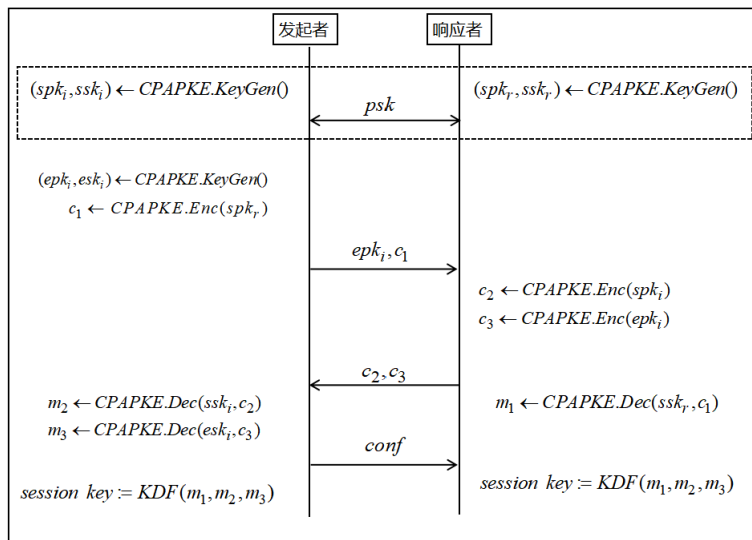 发起者 响应者
(spk_i, ssk_i) ← CPAPKE.KeyGen() (spk_r, ssk_r) ← CPAPKE.KeyGen()
psk
(epk_i, esk_i) ← CPAPKE.KeyGen()
c_1 ← CPAPKE.Enc(spk_r)
epk_i, c_1
c_2 ← CPAPKE.Enc(spk_i)
c_3 ← CPAPKE.Enc(epk_i)
c_2, c_3
m_2 ← CPAPKE.Dec(ssk_i, c_2) m_1 ← CPAPKE.Dec(ssk_r, c_1)
m_3 ← CPAPKE.Dec(esk_i, c_3)
conf
session key := KDF(m_1, m_2, m_3) session key := KDF(m_1, m_2, m_3)